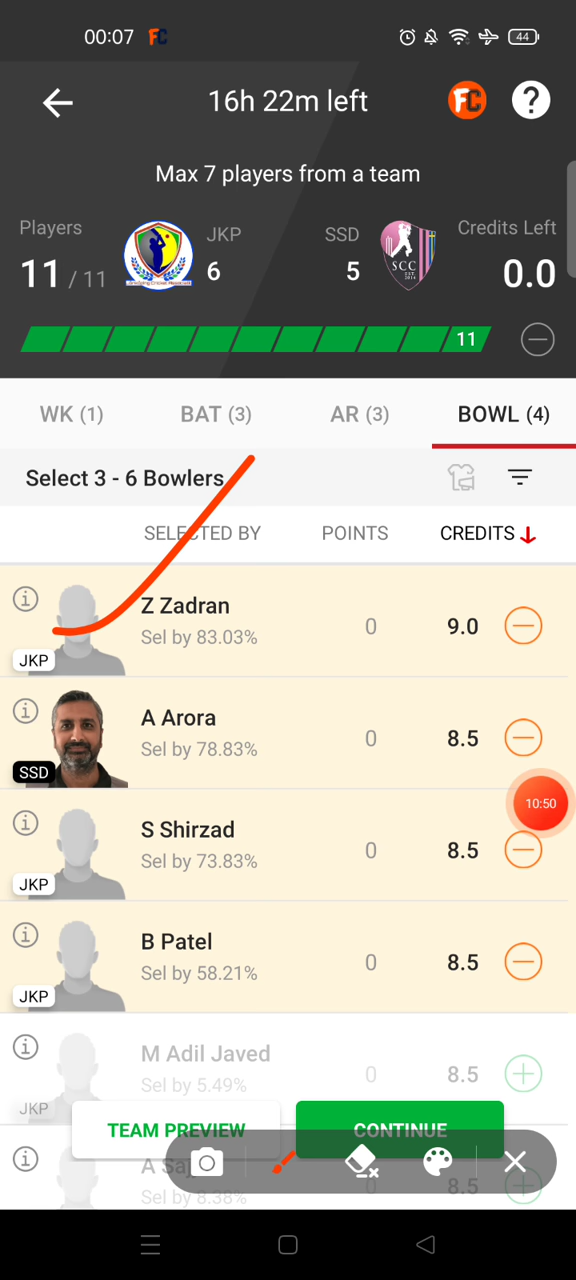 00:07 FC 44
16h 22m left FC ?
Max 7 players from a team
Players JKP SSD Credits Left
11 / 11 6 5 0.0
SCC
EST.
11
WK (1) BAT (3) AR (3) BOWL (4)
Select 3 - 6 Bowlers
SELECTED BY POINTS CREDITS
Z Zadran
Sel by 83.03% 0 9.0
JKP
A Arora
Sel by 78.83% 0 8.5
SSD
10:50
S Shirzad
Sel by 73.83% 0 8.5
JKP
B Patel
Sel by 58.21% 0 8.5
JKP
M Adil Javed
Sel by 5.49% 0 8.5
JKP
TEAM PREVIEW CONTINUE
A
Sel by 8.38% 8.5